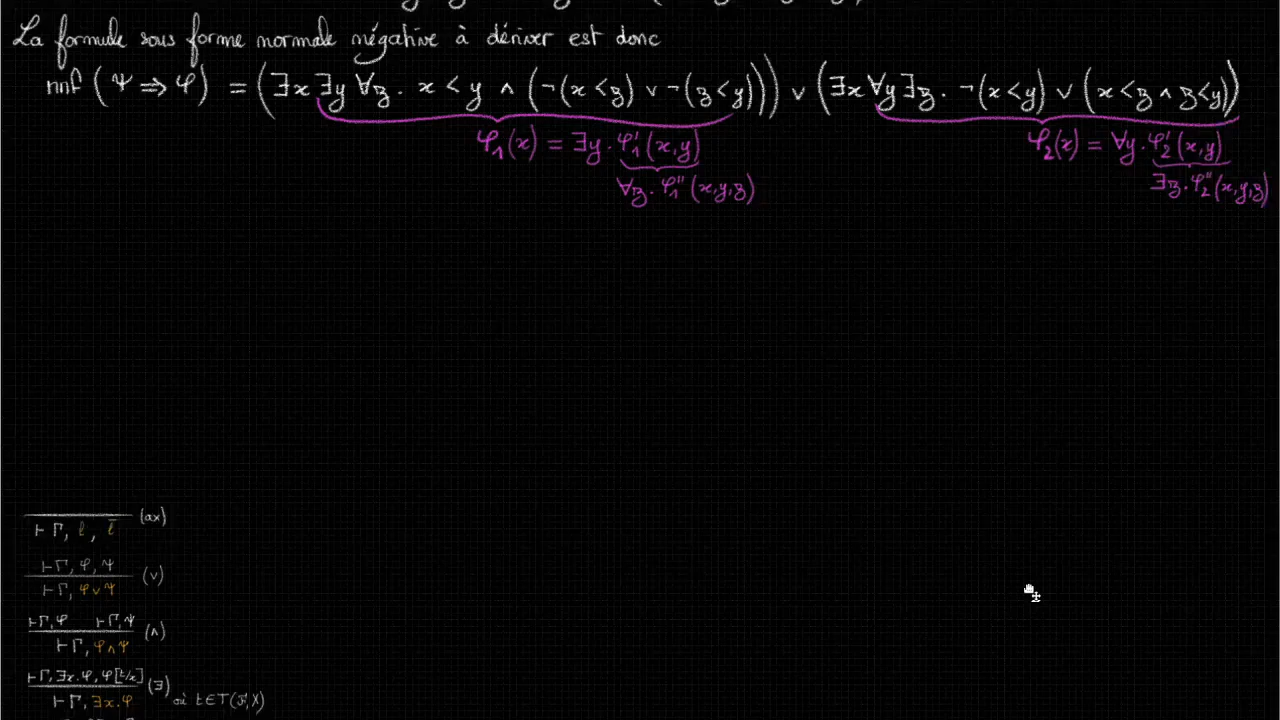 La formule sous forme normale négative à dériver est donc
nnf (Ψ ⇒ φ) = (∃x ∃y ∀z. x < y ∧ (¬(x < z) ∨ ¬(z < y))) ∨ (∃x ∀y ∃z. ¬(x < y) ∨ (x < z ∧ z < y))
φ₁(x) = ∃y. φ₁'(x,y) φ₂(x) = ∀y. φ₂'(x,y)
∀z. φ₁''(x,y,z) ∃z. φ₂''(x,y,z)
(ax)
⊢ Γ, ℓ, ℓ̅
⊢ Γ, φ, Ψ
(∨)
⊢ Γ, φ ∨ Ψ
⊢ Γ, φ ⊢ Γ, Ψ
(∧)
⊢ Γ, φ ∧ Ψ
⊢ Γ, ∃x.φ, φ[t/x]
(∃)
⊢ Γ, ∃x.φ où t ∈ T(F,X)